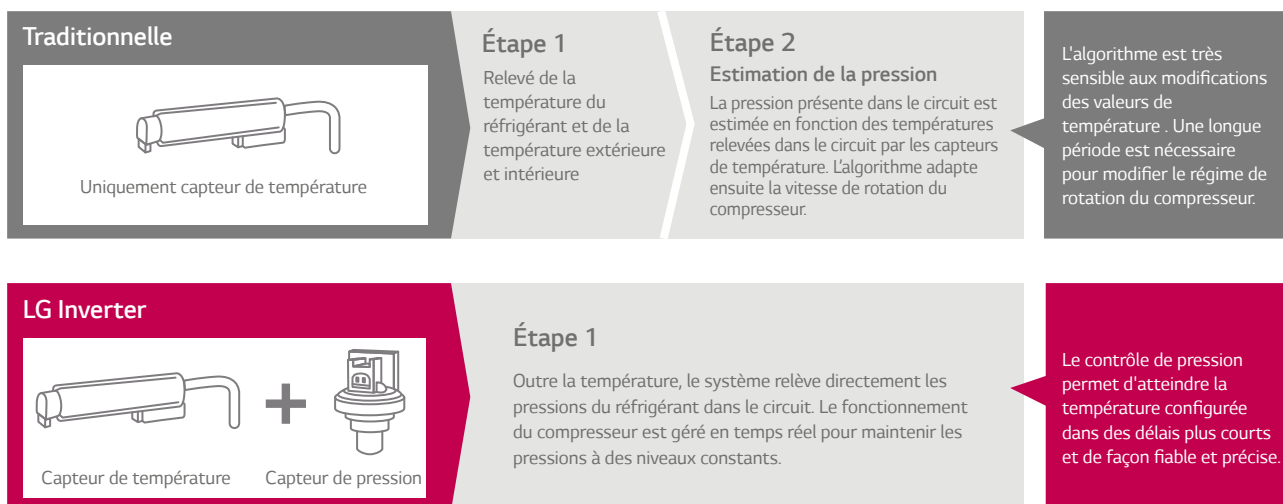 Traditionnelle
Uniquement capteur de température
Étape 1
Relevé de la
température du
réfrigérant et de la
température extérieure
et intérieure
Étape 2
Estimation de la pression
La pression présente dans le circuit est
estimée en fonction des températures
relevées dans le circuit par les capteurs
de température. L'algorithme adapte
ensuite la vitesse de rotation du
compresseur.
L'algorithme est très
sensible aux modifications
des valeurs de
température . Une longue
période est nécessaire
pour modifier le régime de
rotation du compresseur.
LG Inverter
Capteur de température
Capteur de pression
Étape 1
Outre la température, le système relève directement les
pressions du réfrigérant dans le circuit. Le fonctionnement
du compresseur est géré en temps réel pour maintenir les
pressions à des niveaux constants.
Le contrôle de pression
permet d'atteindre la
température configurée
dans des délais plus courts
et de façon fiable et précise.